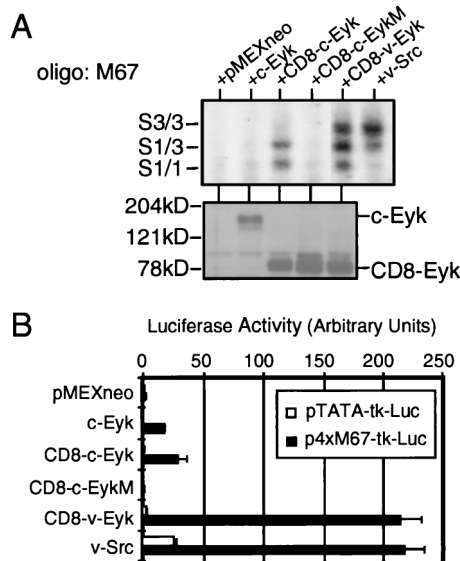 A
oligo: M67
+pMEXneo
+c-Eyk
+CD8-c-Eyk
+CD8-c-EykM
+CD8-v-Eyk
+v-Src
S3/3
S1/3
S1/1
204kD
121kD
78kD
c-Eyk
CD8-Eyk
B
Luciferase Activity (Arbitrary Units)
0 50 100 150 200 250
pMEXneo
c-Eyk
CD8-c-Eyk
CD8-c-EykM
CD8-v-Eyk
v-Src
pTATA-tk-Luc
p4xM67-tk-Luc